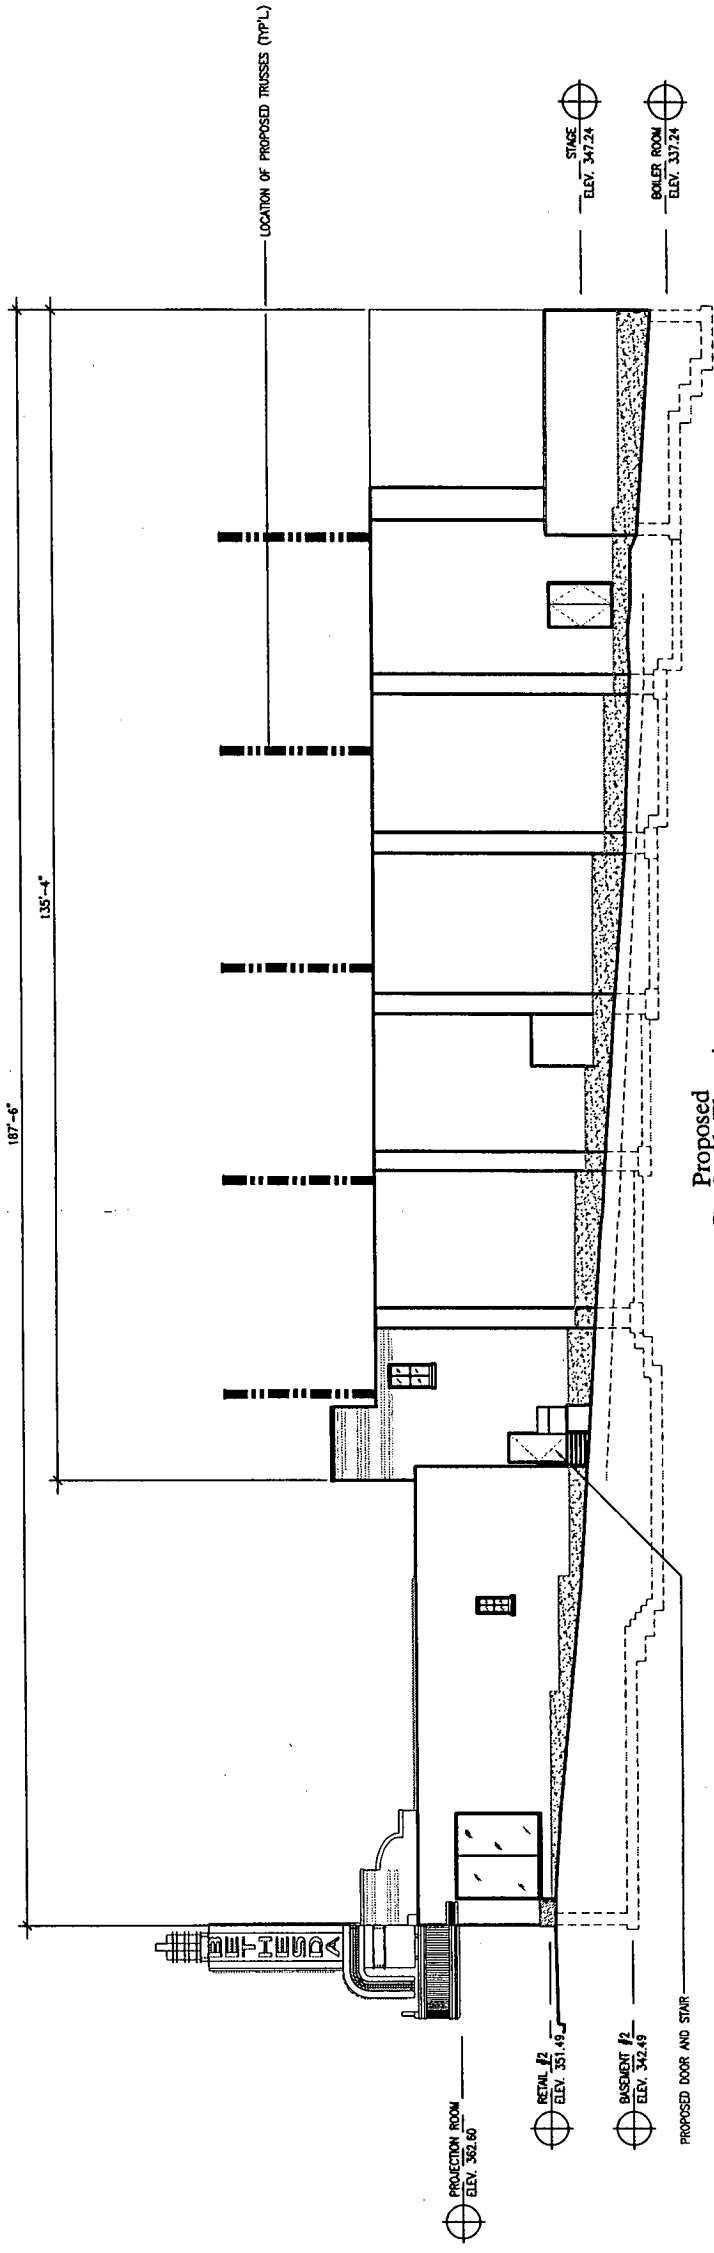 187'-6"
135'-4"
LOCATION OF PROPOSED TRUSSES (TYP'L)
BETHESDA
PROJECTION ROOM
ELEV. 362.60
RETAIL #2
ELEV. 351.49
BASEMENT #2
ELEV. 342.49
PROPOSED DOOR AND STAIR
STAGE
ELEV. 347.24
BOILER ROOM
ELEV. 337.24
Proposed